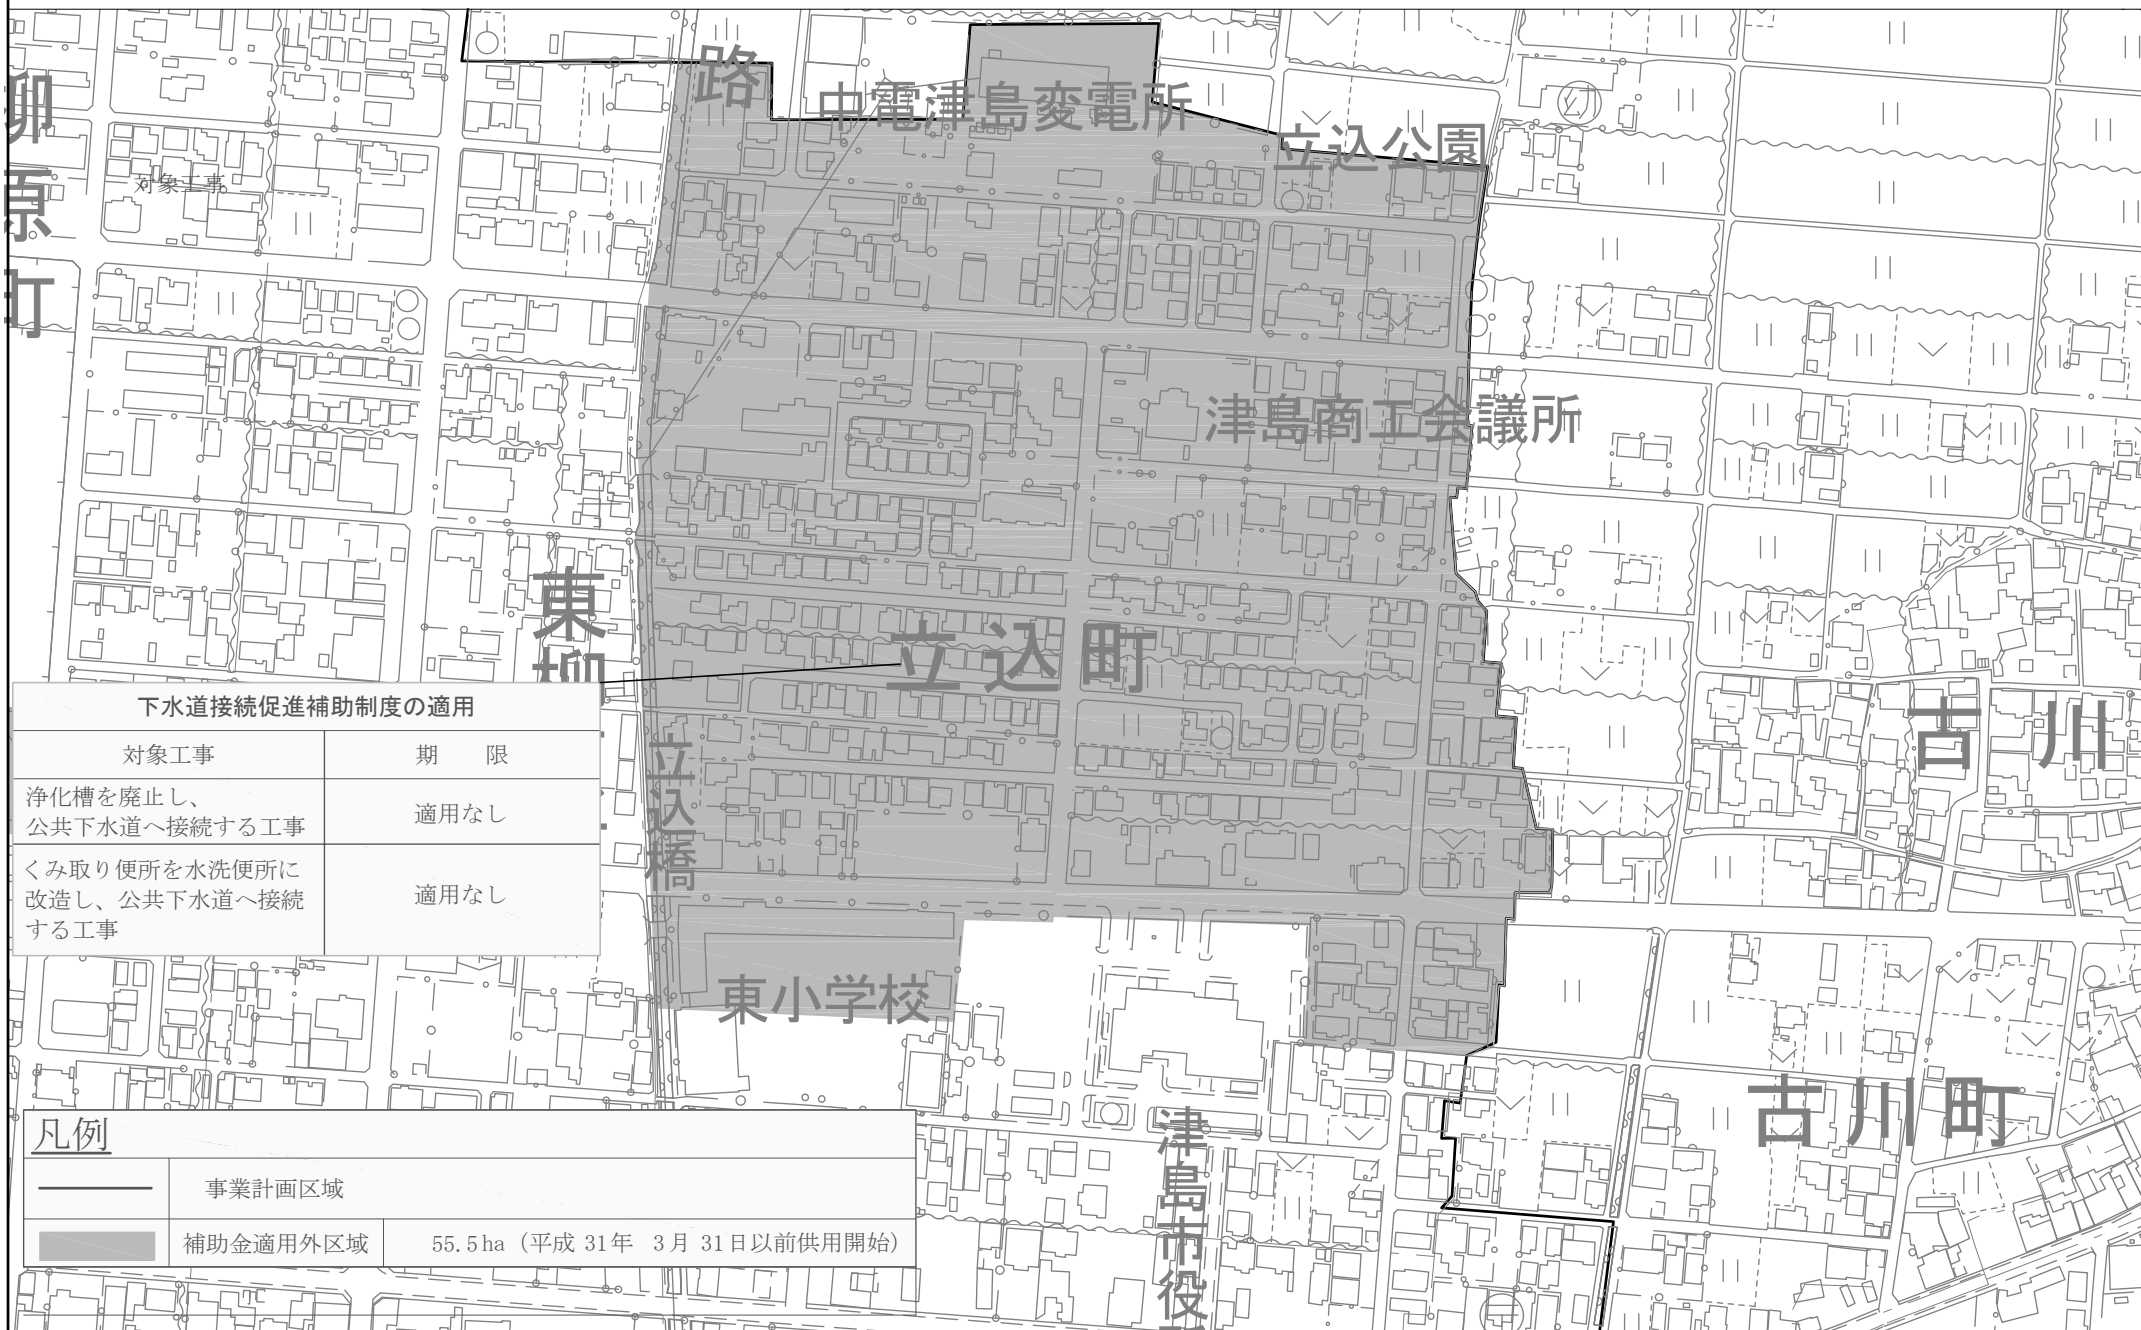 路
中電津島変電所
立込公園
幼
柳原町
対象工事
津島商工会議所
東柳
立込町
古川
立込橋
下水道接続促進補助制度の適用
対象工事 期 限
浄化槽を廃止し、
公共下水道へ接続する工事
適用なし
くみ取り便所を水洗便所に
改造し、公共下水道へ接続
する工事
適用なし
東小学校
古川町
津島市役
凡例
事業計画区域
補助金適用外区域 55.5ha（平成 31年 3月 31日以前供用開始）